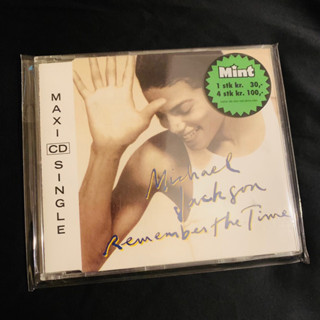 MAXI CD SINGLE
Mint
1 stk kr. 30,-
4 stk kr. 100,-
Michael
Jackson
Remember the Time